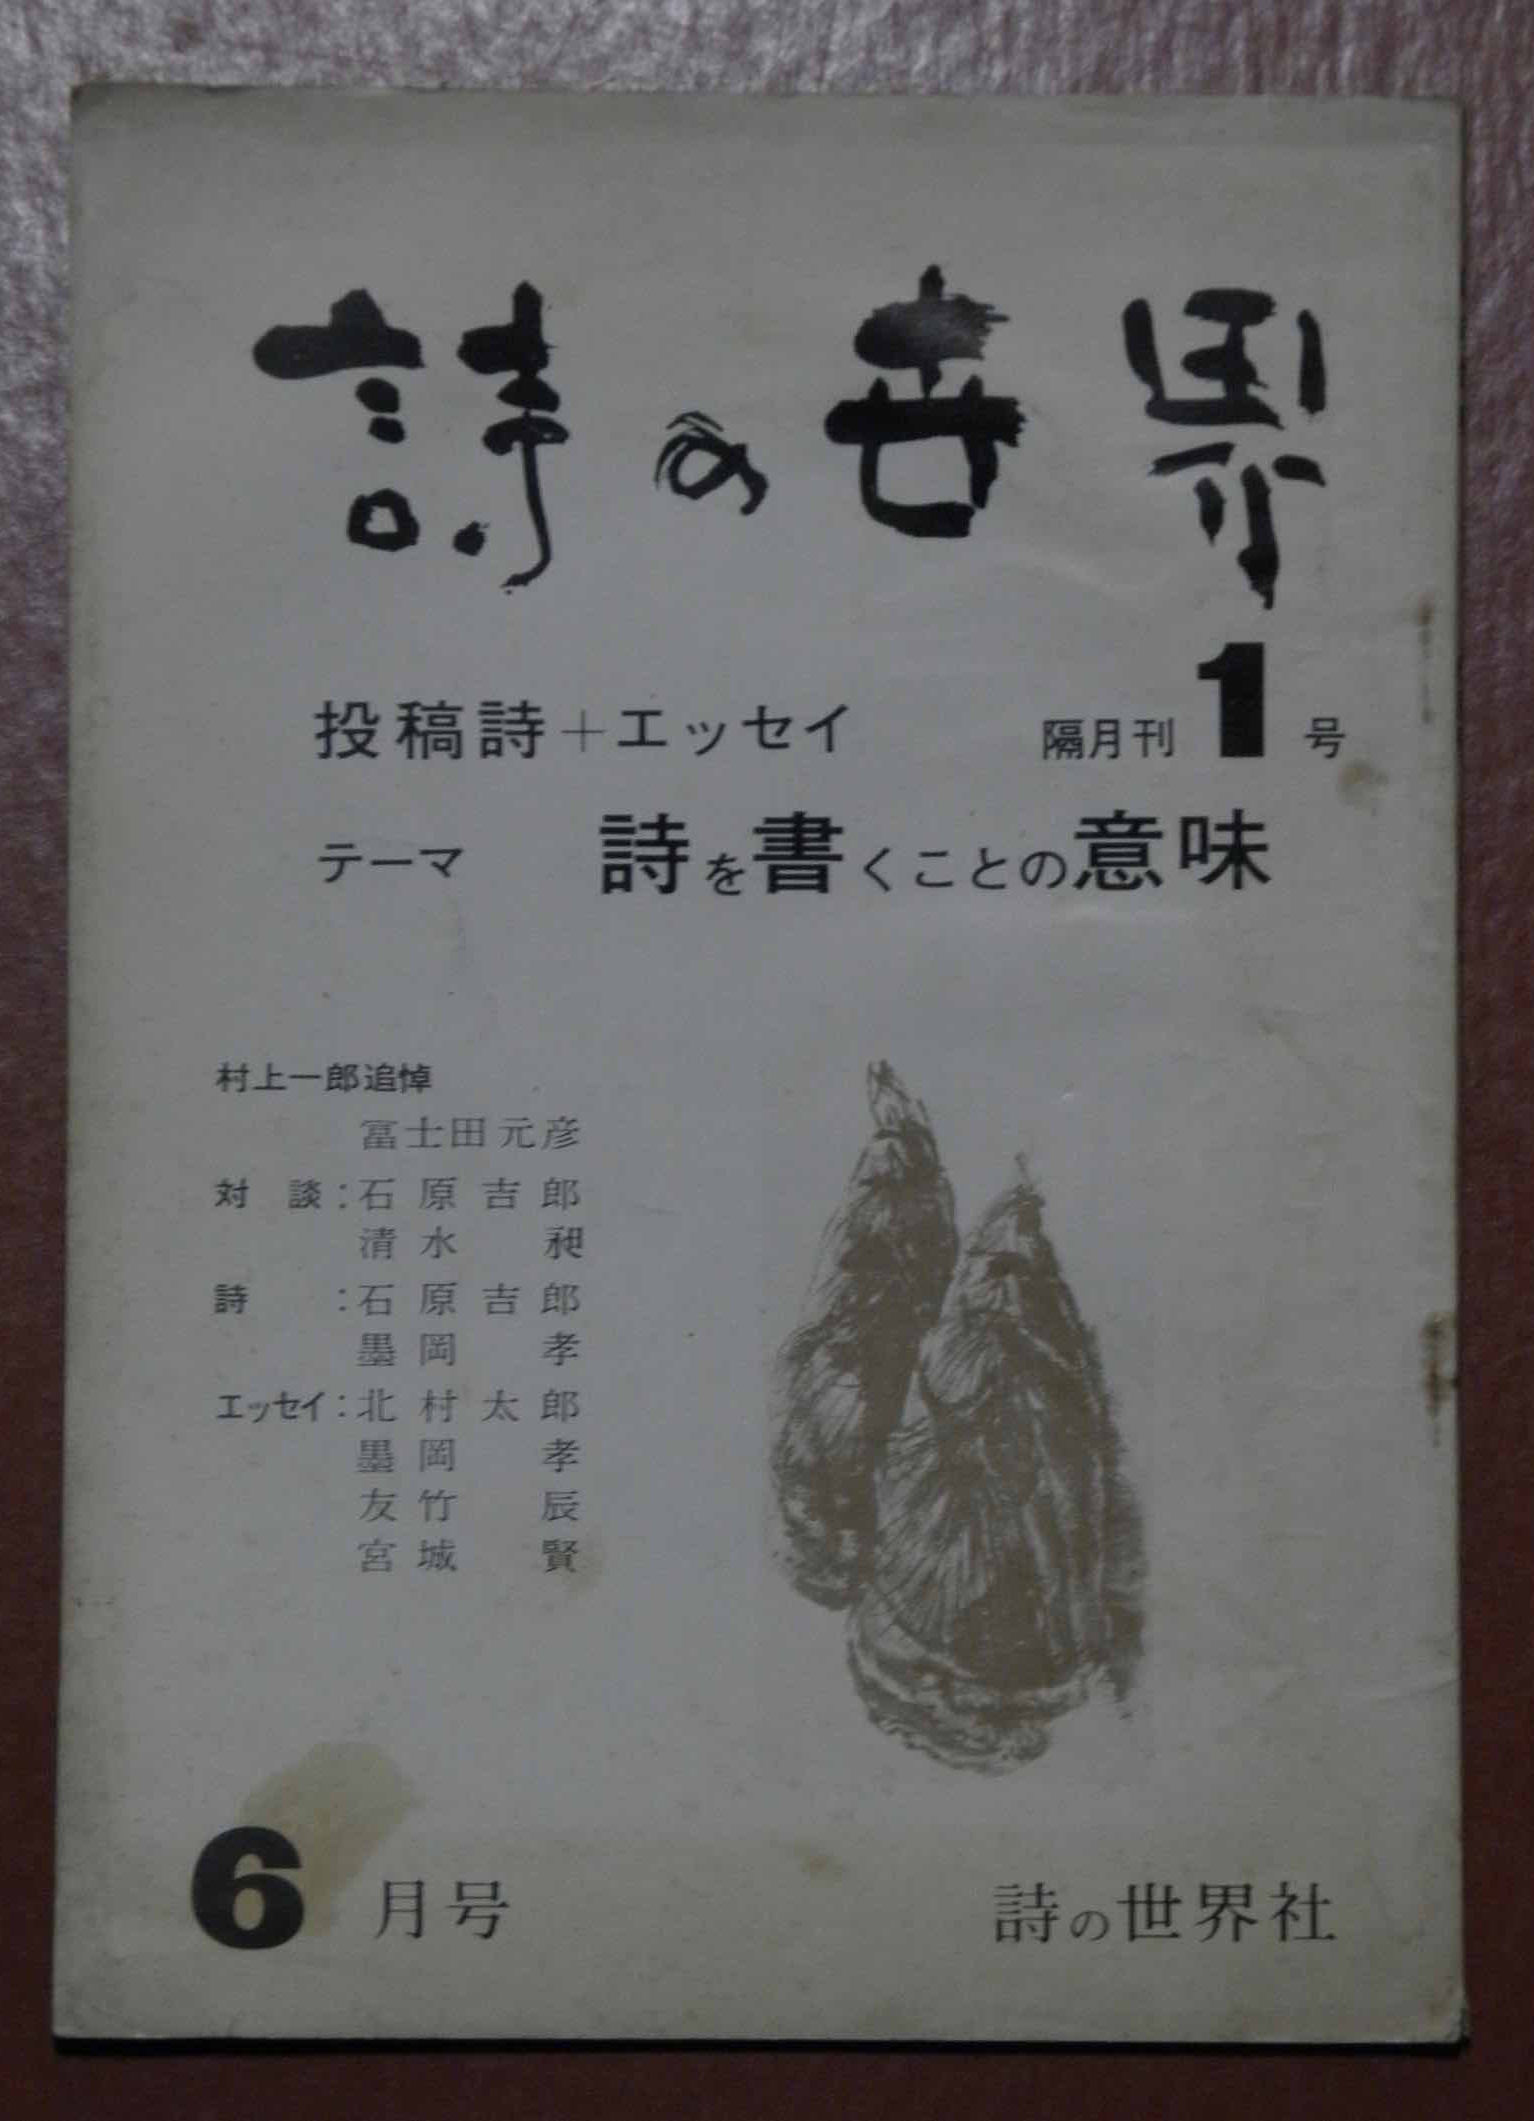 詩の世界
投稿詩+エッセイ 隔月刊 1号
テーマ 詩を書くことの意味
村上一郎追悼
冨士田元彦
対談:石原吉郎
清水昶
詩:石原吉郎
墨岡孝
エッセイ:北村太郎
墨岡孝
友竹辰
宮城賢
6月号 詩の世界社